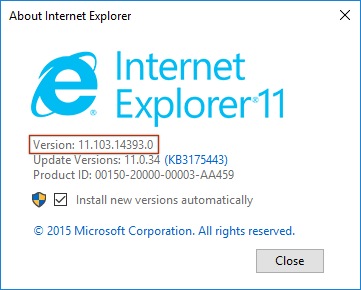 About Internet Explorer
Internet
Explorer®11
Version: 11.103.14393.0
Update Versions: 11.0.34 (KB3175443)
Product ID: 00150-20000-00003-AA459
Install new versions automatically
© 2015 Microsoft Corporation. All rights reserved.
Close